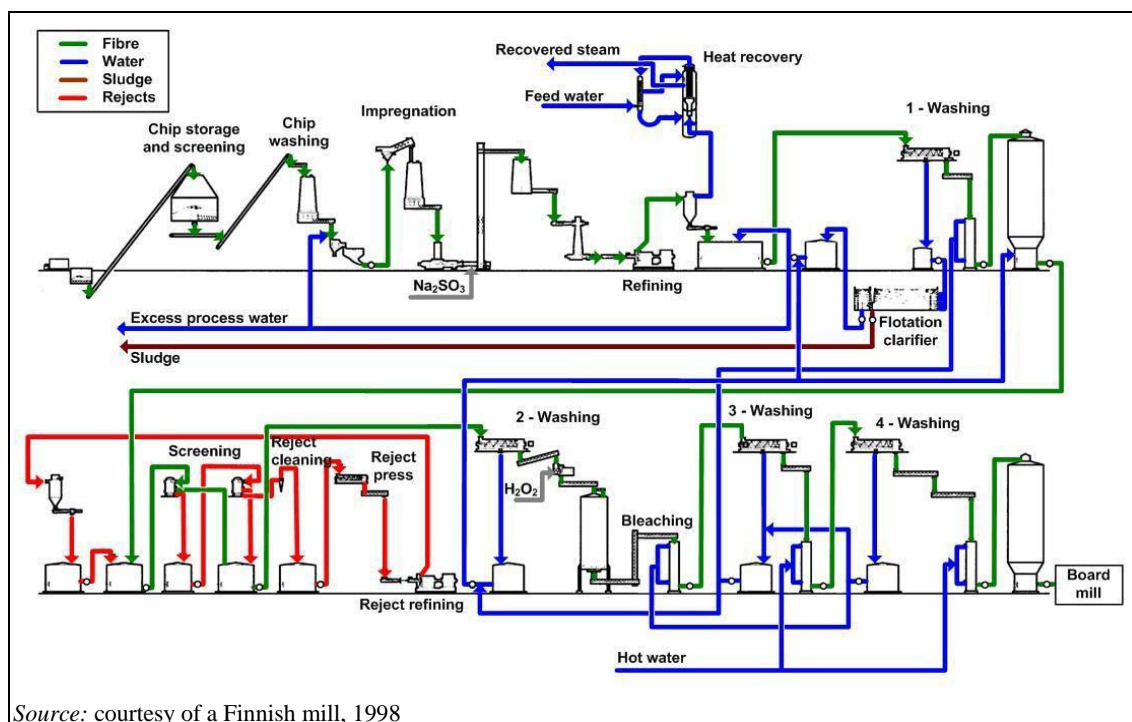 Fibre
Water
Sludge
Rejects
Recovered steam
Heat recovery
Feed water
Impregnation
1 - Washing
Chip storage
and screening
Chip
washing
Na₂SO₃
Refining
Excess process water
Flotation
clarifier
Sludge
2 - Washing
3 - Washing
4 - Washing
Screening
Reject
cleaning
Reject
press
H₂O₂
Bleaching
Reject refining
Board
mill
Hot water
Source: courtesy of a Finnish mill, 1998